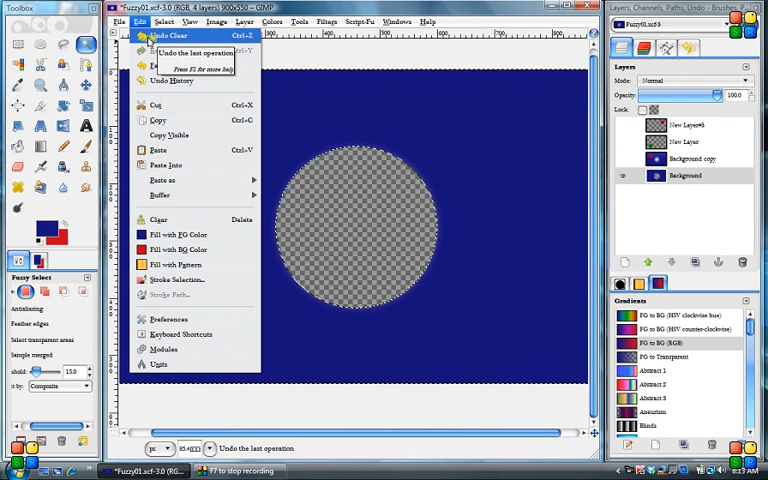 Toolbox
*Fuzzy01.xcf-3.0 (RGB, 4 layers) 900x550 – GIMP
Layers, Channels, Paths, Undo - Brushes, P...
File Edit Select View Image Layer Colors Tools Filters Script-Fu Windows Help
Fuzzy01.xcf-3
Auto
Undo Clear Ctrl-Z
Undo the last operation
Press F1 for more help
Undo History
Cut Ctrl+X
Copy Ctrl+C
Copy Visible
Paste Ctrl+V
Paste Into
Paste as
Buffer
Clear Delete
Fill with FG Color
Fill with BG Color
Fill with Pattern
Stroke Selection...
Stroke Path...
Preferences
Keyboard Shortcuts
Modules
Units
Layers
Mode: Normal
Opacity: 100.0
Lock:
New Layer#3
New Layer
Background copy
Background
Gradients
FG to BG (HSV clockwise hue)
FG to BG (HSV counter-clockwise)
FG to BG (RGB)
FG to Transparent
Abstract 1
Abstract 2
Abstract 3
Aneurism
Blinds
Fuzzy Select
Antialiasing
Feather edges
Select transparent areas
Sample merged
shold: 15.0
ct by: Composite
px
Undo the last operation
*Fuzzy01.xcf-3.0 (RG...
F7 to stop recording
8:13 AM